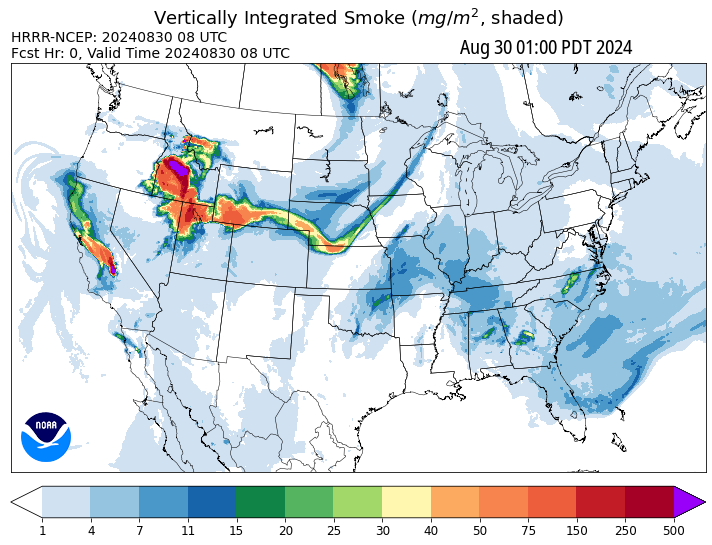 Vertically Integrated Smoke (mg/m², shaded)
HRRR-NCEP: 20240830 08 UTC
Fcst Hr: 0, Valid Time 20240830 08 UTC
Aug 30 01:00 PDT 2024
NOAA
1 4 7 11 15 20 25 30 40 50 75 150 250 500